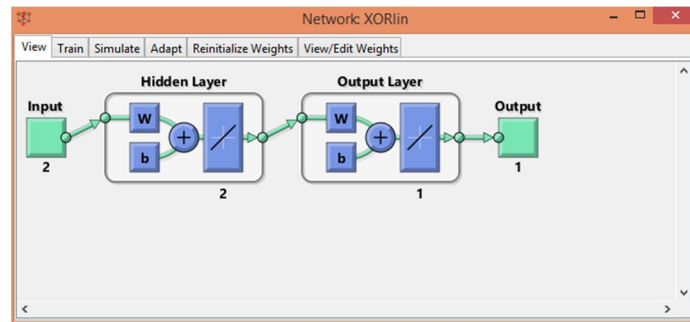 Network: XORlin
View Train Simulate Adapt Reinitialize Weights View/Edit Weights
Hidden Layer Output Layer
Input Output
W W
b b
2 1
2 1